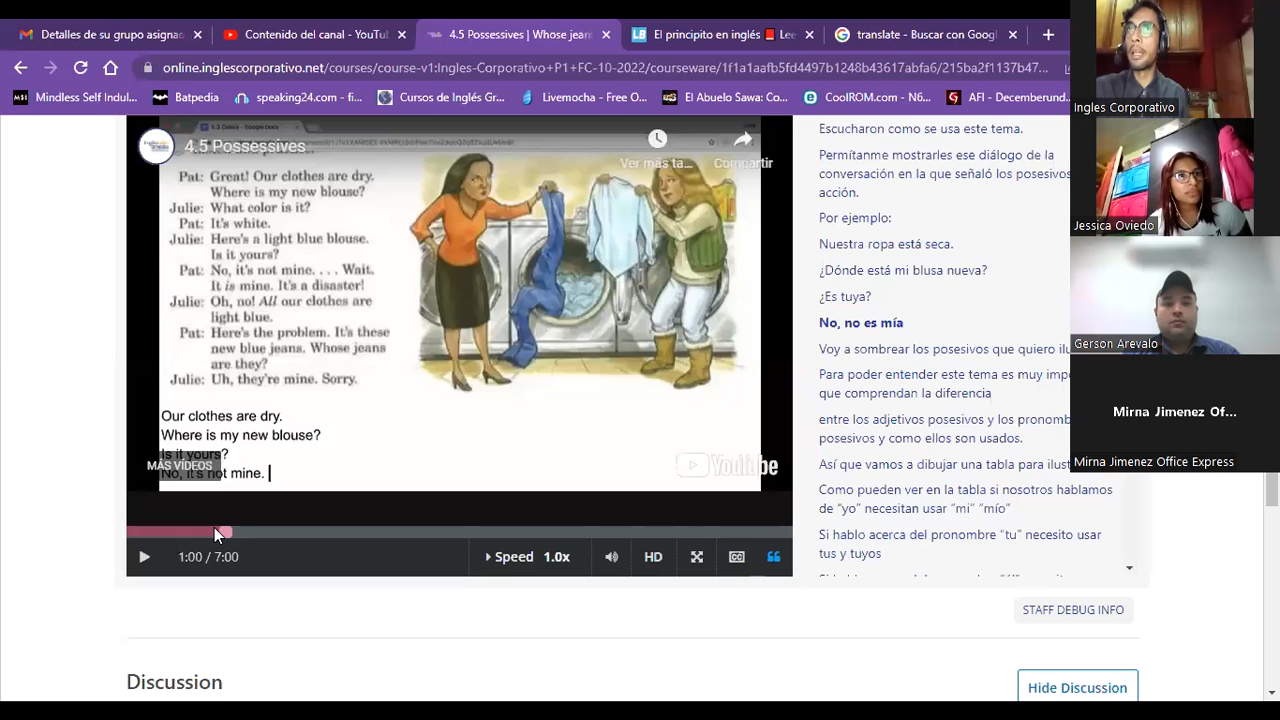 Detalles de su grupo asignac
Contenido del canal - YouTu
4.5 Possessives | Whose jean
El principito en inglés Lee
translate - Buscar con Googl
online.inglescorporativo.net/courses/course-v1:Ingles-Corporativo+P1+FC-10-2022/courseware/1f1a1aafb5fd4497b1248b43617abfa6/215ba2f1137b47...
Mindless Self Indul...
Batpedia
speaking24.com - fi...
Cursos de Inglés Gr...
Livemocha - Free O...
El Abuelo Sawa: Co...
CoolROM.com - N6...
AFI - Decemberund...
4.5 Possessives
Ver más ta...
Compartir
Pat: Great! Our clothes are dry.
Where is my new blouse?
Julie: What color is it?
Pat: It's white.
Julie: Here's a light blue blouse.
Is it yours?
Pat: No, it's not mine. . . . Wait.
It is mine. It's a disaster!
Julie: Oh, no! All our clothes are
light blue.
Pat: Here's the problem. It's these
new blue jeans. Whose jeans
are they?
Julie: Uh, they're mine. Sorry.
Our clothes are dry.
Where is my new blouse?
Is it yours?
No, it's not mine.
MÁS VÍDEOS
YouTube
1:00 / 7:00
Speed 1.0x
HD
Escucharon como se usa este tema.
Permítanme mostrarles ese diálogo de la
conversación en la que señaló los posesivos
acción.
Por ejemplo:
Nuestra ropa está seca.
¿Dónde está mi blusa nueva?
¿Es tuya?
No, no es mía
Voy a sombrear los posesivos que quiero ilu
Para poder entender este tema es muy imp
que comprendan la diferencia
entre los adjetivos posesivos y los pronomb
posesivos y como ellos son usados.
Así que vamos a dibujar una tabla para ilust
Como pueden ver en la tabla si nosotros hablamos
de "yo" necesitan usar "mi" "mío"
Si hablo acerca del pronombre "tu" necesito usar
tus y tuyos
STAFF DEBUG INFO
Discussion
Hide Discussion
Ingles Corporativo
Jessica Oviedo
Gerson Arevalo
Mirna Jimenez Of...
Mirna Jimenez Office Express